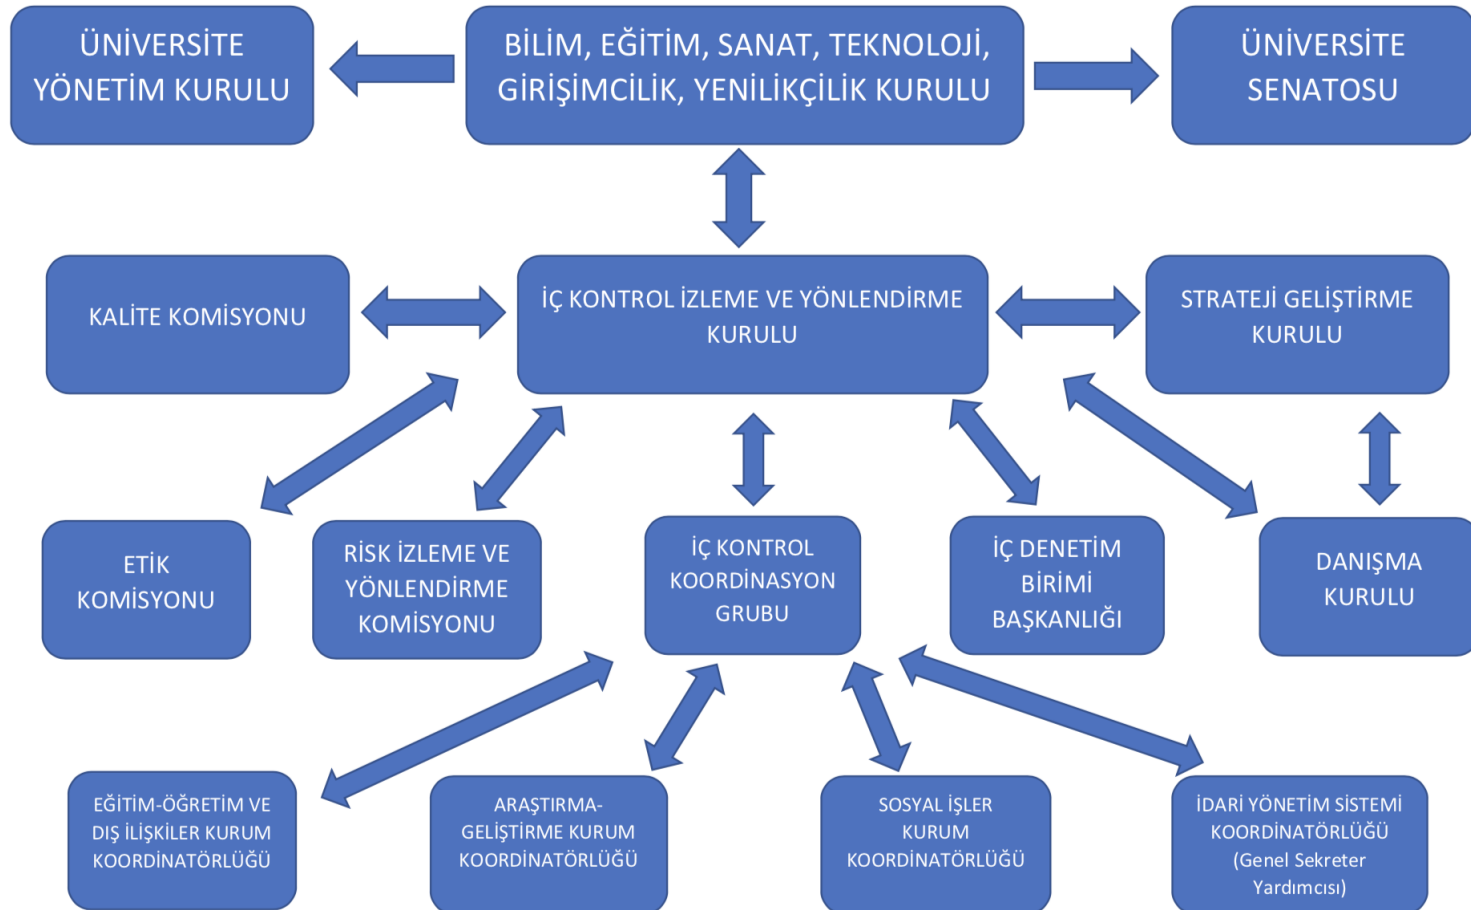 ÜNİVERSİTE
YÖNETİM KURULU
BİLİM, EĞİTİM, SANAT, TEKNOLOJİ,
GİRİŞİMCİLİK, YENİLİKÇİLİK KURULU
ÜNİVERSİTE
SENATOSU
KALİTE KOMİSYONU
İÇ KONTROL İZLEME VE YÖNLENDİRME
KURULU
STRATEJİ GELİŞTİRME
KURULU
ETİK
KOMİSYONU
RİSK İZLEME VE
YÖNLENDİRME
KOMİSYONU
İÇ KONTROL
KOORDİNASYON
GRUBU
İÇ DENETİM
BİRİMİ
BAŞKANLIĞI
DANIŞMA
KURULU
EĞİTİM-ÖĞRETİM VE
DIŞ İLİŞKİLER KURUM
KOORDİNATÖRLÜĞÜ
ARAŞTIRMA-
GELİŞTİRME KURUM
KOORDİNATÖRLÜĞÜ
SOSYAL İŞLER
KURUM
KOORDİNATÖRLÜĞÜ
İDARİ YÖNETİM SİSTEMİ
KOORDİNATÖRLÜĞÜ
(Genel Sekreter
Yardımcısı)